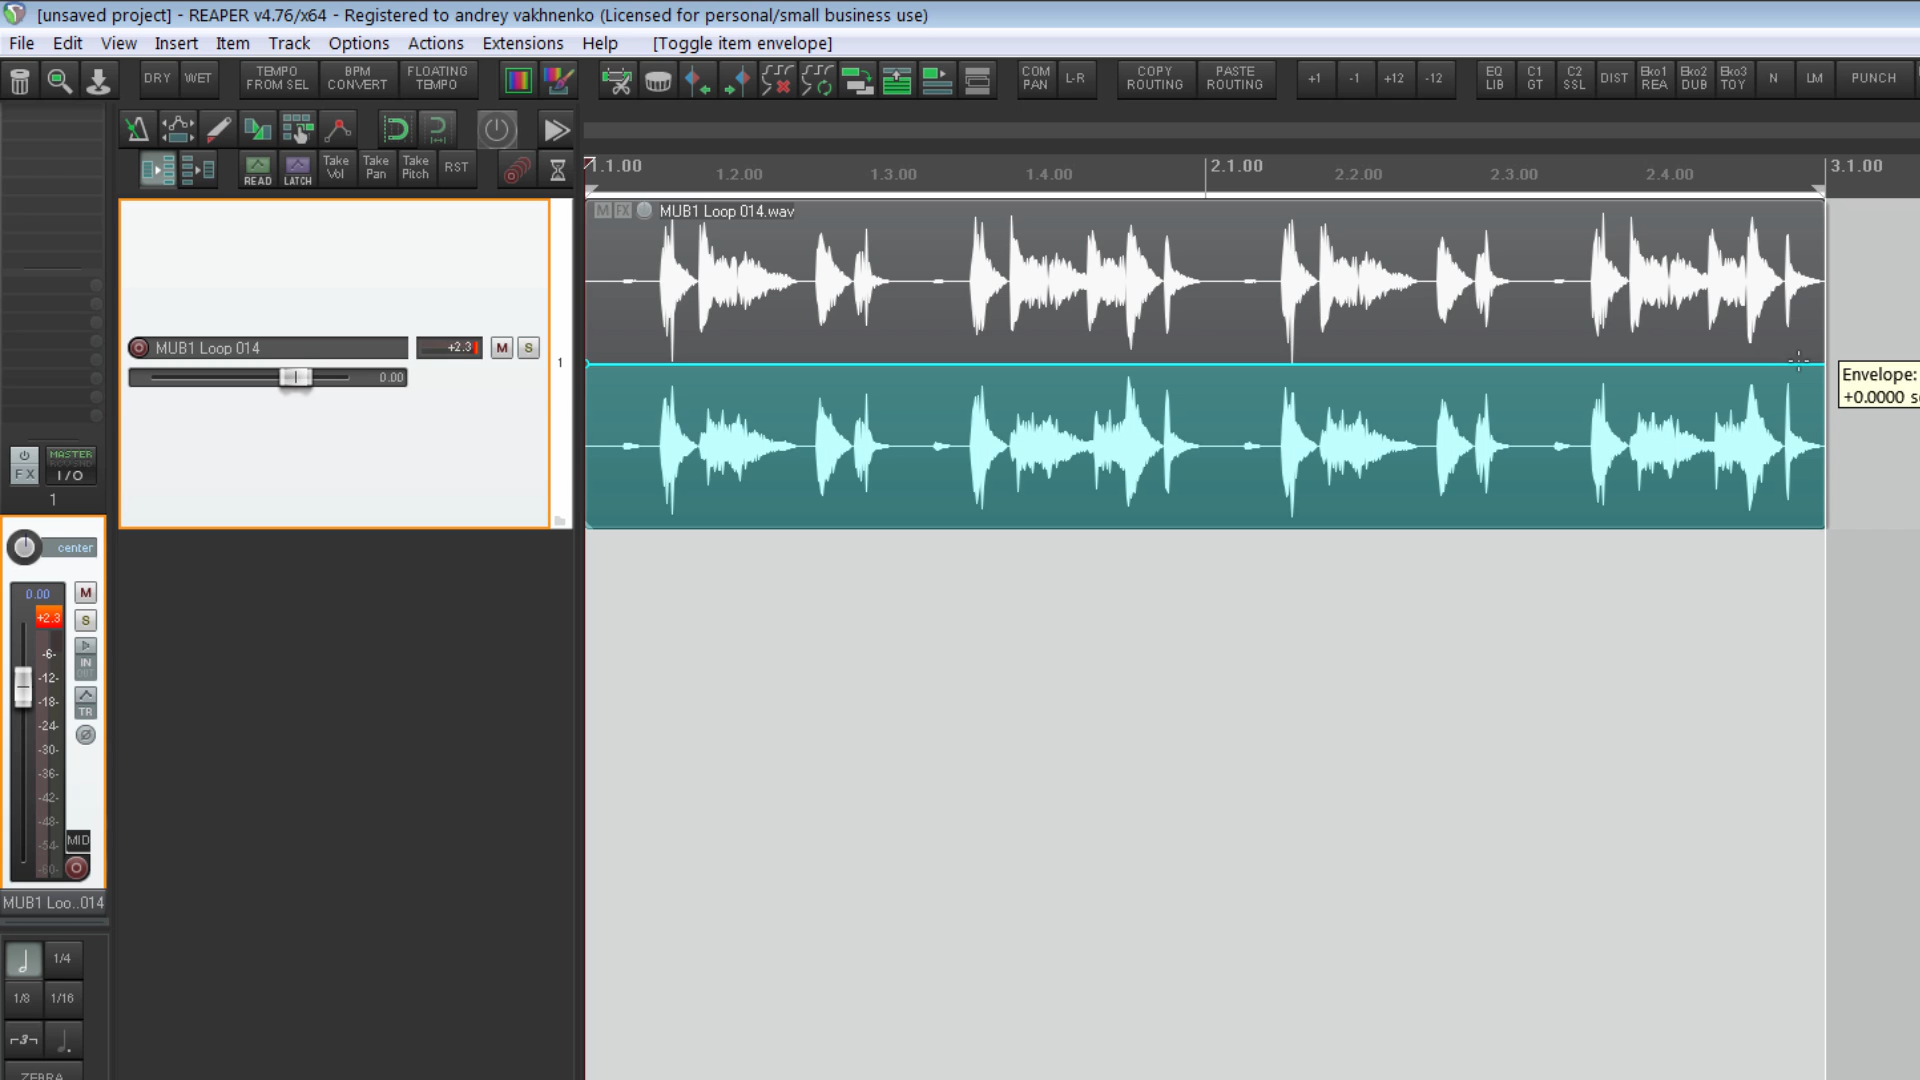 [unsaved project] - REAPER v4.76/x64 - Registered to andrey vakhnenko (Licensed for personal/small business use)
File Edit View Insert Item Track Options Actions Extensions Help [Toggle item envelope]
DRY WET TEMPO FROM SEL BPM CONVERT FLOATING TEMPO COM PAN L-R COPY ROUTING PASTE ROUTING +1 -1 +12 -12 EQ LIB C1 GT C2 SSL DIST Eko1 REA Eko2 DUB Eko3 TOY N LM PUNCH
READ LATCH Take Vol Take Pan Take Pitch RST
1.1.00 1.2.00 1.3.00 1.4.00 2.1.00 2.2.00 2.3.00 2.4.00 3.1.00
M FX MUB1 Loop 014.wav
MUB1 Loop 014 +2.3 M S
1
0.00
Envelope:
+0.0000 s
FX MASTER I/O
1
center
0.00 M
+2.3 S
-6- IN
-12- OUT
-18- TR
-24-
-30-
-36-
-42-
-48-
-54- MID
-60-
MUB1 Loo..014
1/4
1/8 1/16
3
ZEBRA